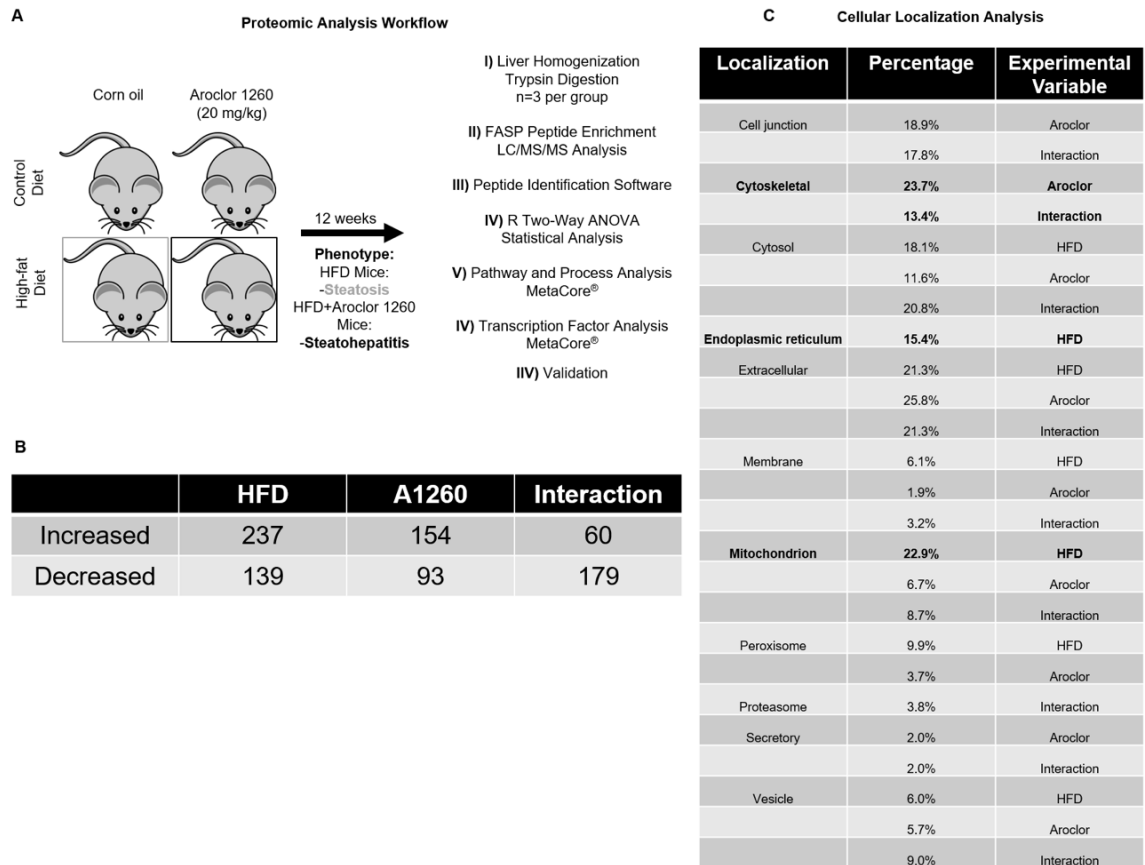 A
Proteomic Analysis Workflow
Corn oil
Aroclor 1260
(20 mg/kg)
Control
Diet
High-fat
Diet
12 weeks
Phenotype:
HFD Mice:
-Steatosis
HFD+Aroclor 1260
Mice:
-Steatohepatitis
I) Liver Homogenization
Trypsin Digestion
n=3 per group
II) FASP Peptide Enrichment
LC/MS/MS Analysis
III) Peptide Identification Software
IV) R Two-Way ANOVA
Statistical Analysis
V) Pathway and Process Analysis
MetaCore®
IV) Transcription Factor Analysis
MetaCore®
IIV) Validation
B
HFD A1260 Interaction
Increased 237 154 60
Decreased 139 93 179
C
Cellular Localization Analysis
Localization Percentage Experimental
Variable
Cell junction 18.9% Aroclor
17.8% Interaction
Cytoskeletal 23.7% Aroclor
13.4% Interaction
Cytosol 18.1% HFD
11.6% Aroclor
20.8% Interaction
Endoplasmic reticulum 15.4% HFD
Extracellular 21.3% HFD
25.8% Aroclor
21.3% Interaction
Membrane 6.1% HFD
1.9% Aroclor
3.2% Interaction
Mitochondrion 22.9% HFD
6.7% Aroclor
8.7% Interaction
Peroxisome 9.9% HFD
3.7% Aroclor
Proteasome 3.8% Interaction
Secretory 2.0% Aroclor
2.0% Interaction
Vesicle 6.0% HFD
5.7% Aroclor
9.0% Interaction